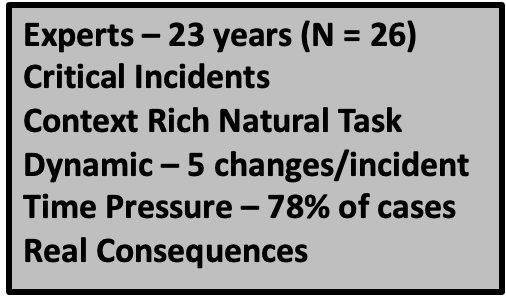 Experts – 23 years (N = 26)
Critical Incidents
Context Rich Natural Task
Dynamic – 5 changes/incident
Time Pressure – 78% of cases
Real Consequences